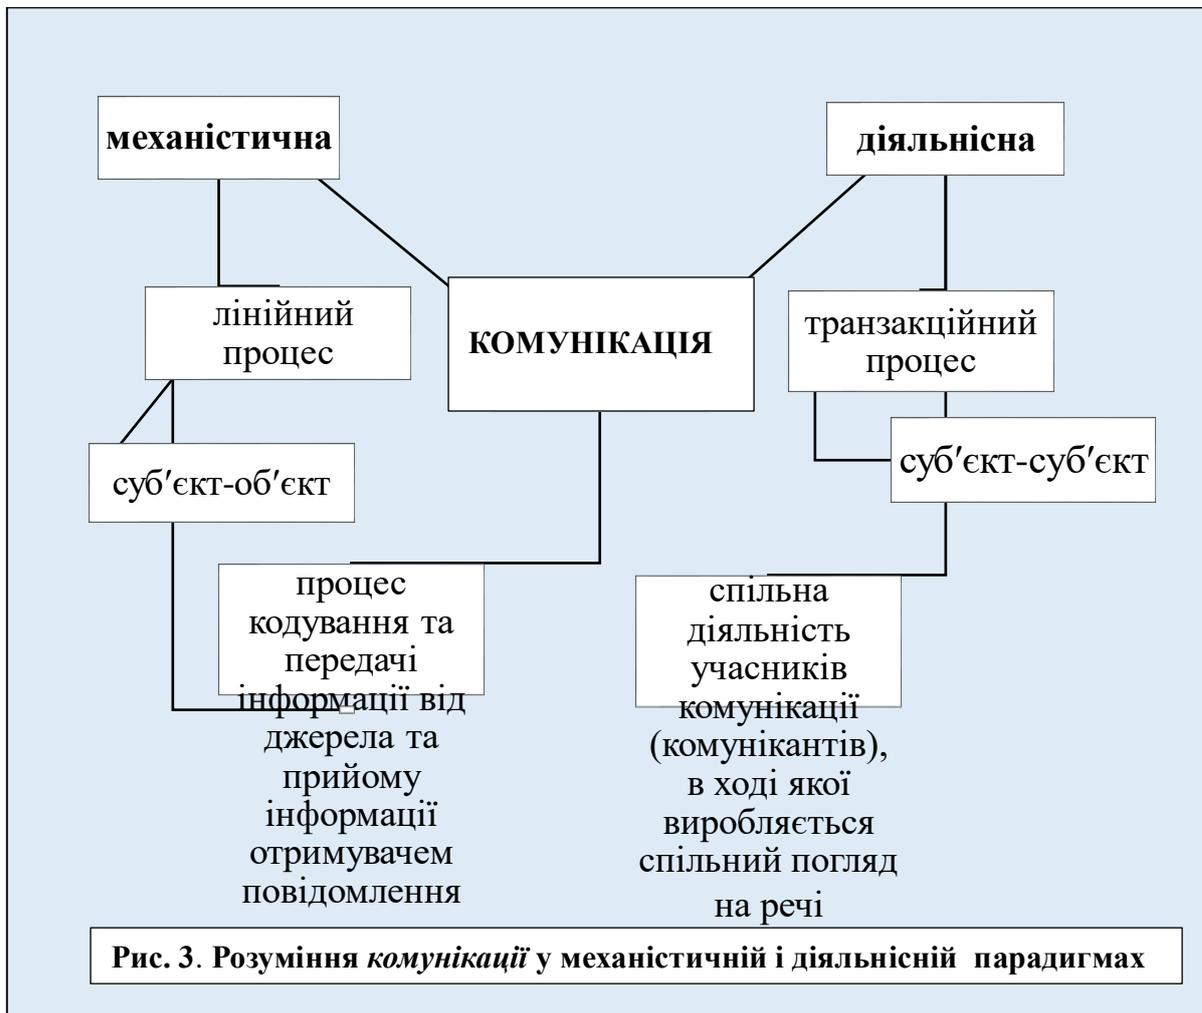 механістична
діяльнісна
КОМУНІКАЦІЯ
лінійний
процес
транзакційний
процес
суб′єкт-об′єкт
суб′єкт-суб′єкт
процес
кодування та
передачі
інформації від
джерела та
прийому
інформації
отримувачем
повідомлення
спільна
діяльність
учасників
комунікації
(комунікантів),
в ході якої
виробляється
спільний погляд
на речі
Рис. 3. Розуміння комунікації у механістичній і діяльнісній парадигмах